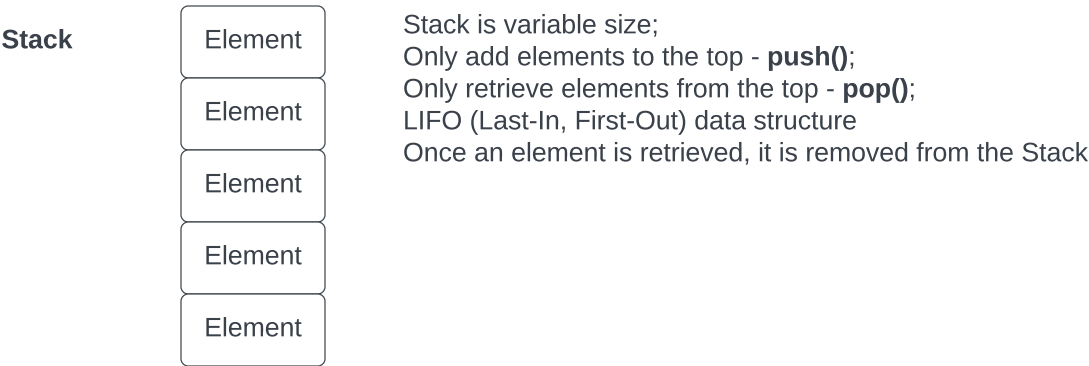 Stack
Element
Element
Element
Element
Element
Stack is variable size;
Only add elements to the top - push();
Only retrieve elements from the top - pop();
LIFO (Last-In, First-Out) data structure
Once an element is retrieved, it is removed from the Stack